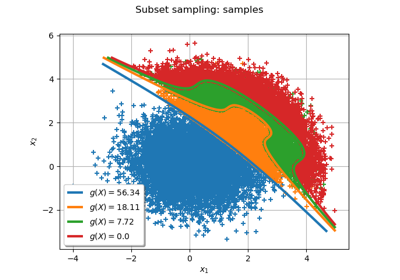 Subset sampling: samples
6
4
2
0
−2
x₂
g(X) = 56.34
g(X) = 18.11
g(X) = 7.72
g(X) = 0.0
−4 −2 0 2 4
x₁